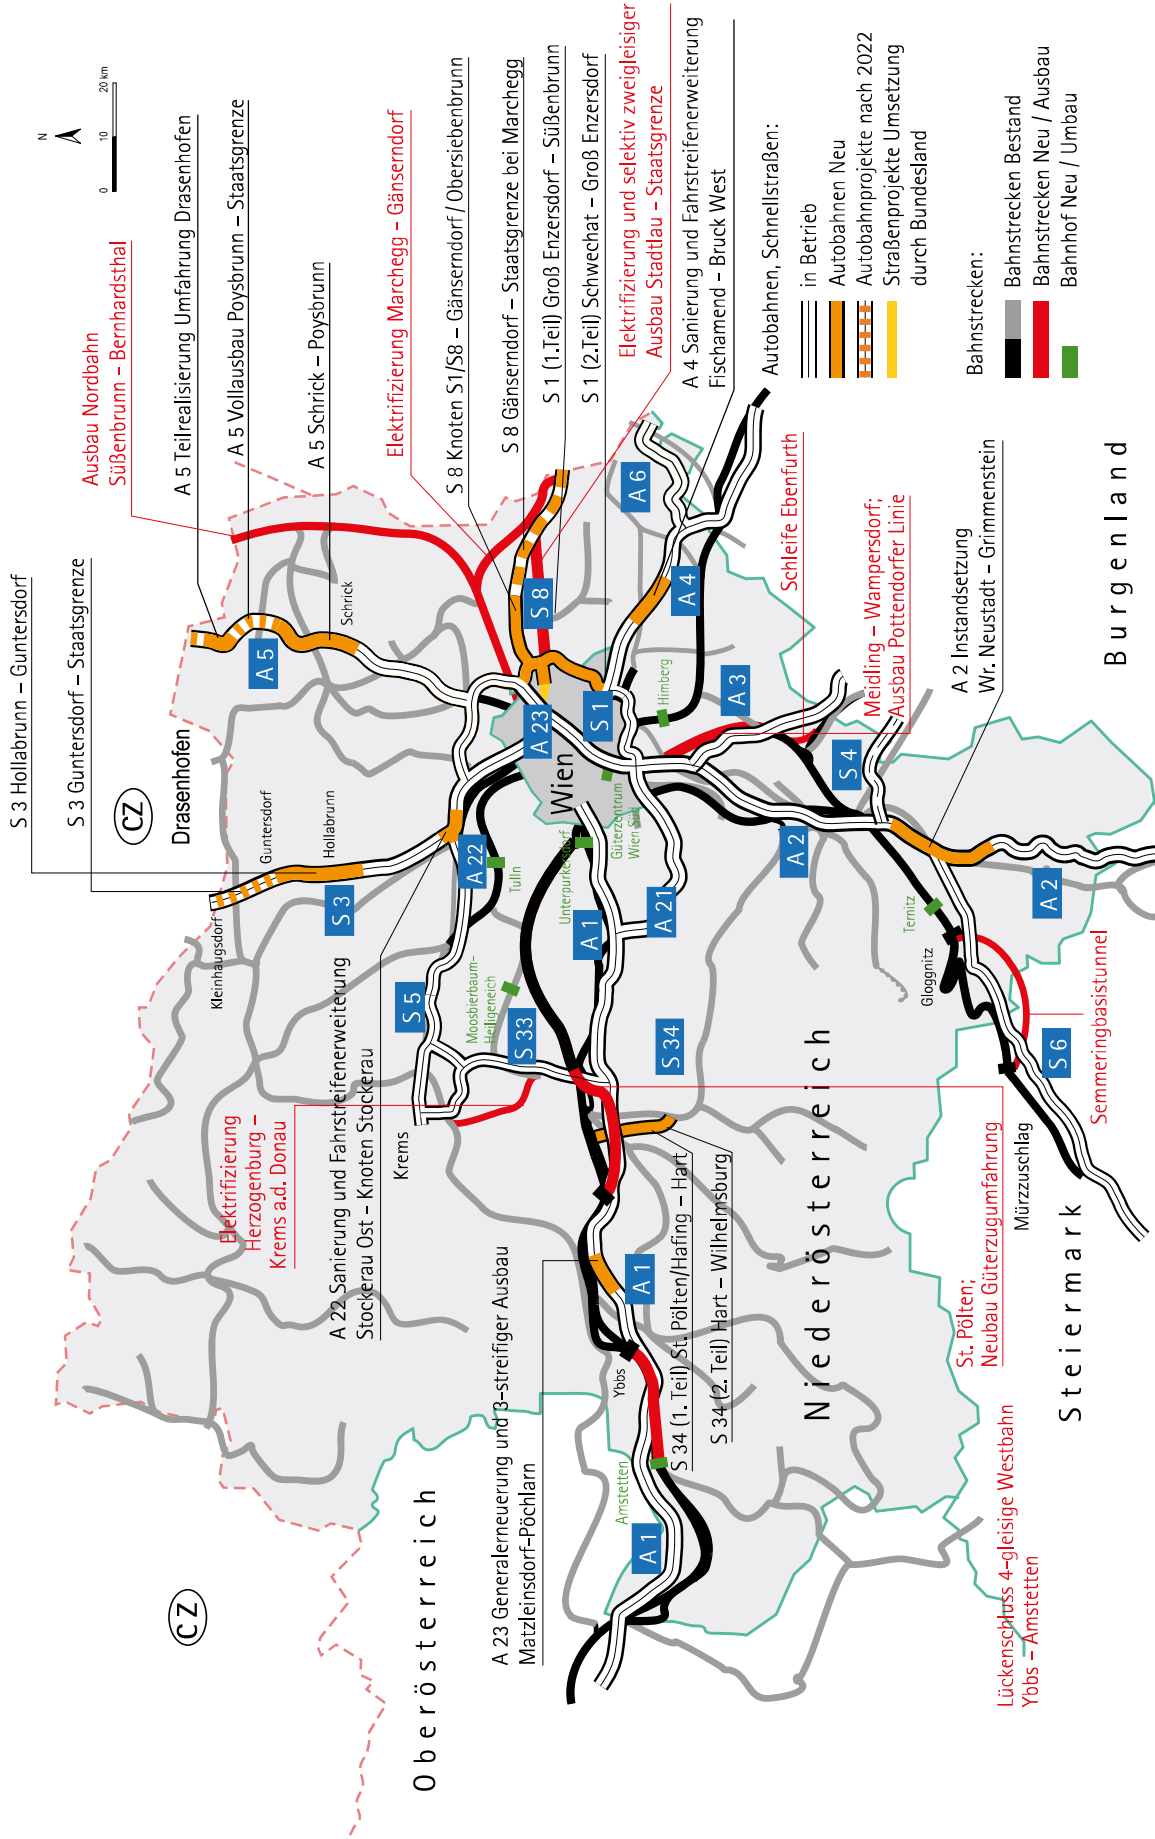 S 3 Hollabrunn – Guntersdorf
S 3 Guntersdorf – Staatsgrenze
CZ
Drasenhofen
Ausbau Nordbahn
Süßenbrunn – Bernhardsthal
A 5 Teilrealisierung Umfahrung Drasenhofen
A 5 Vollausbau Poysbrunn – Staatsgrenze
A 5 Schrick – Poysbrunn
N
0
10
20 km
Elektrifizierung Marchegg – Gänserndorf
S 8 Knoten S1/S8 – Gänserndorf / Obersiebenbrunn
S 8 Gänserndorf – Staatsgrenze bei Marchegg
S 1 (1.Teil) Groß Enzersdorf – Süßenbrunn
S 1 (2.Teil) Schwechat – Groß Enzersdorf
Elektrifizierung und selektiv zweigleisiger
Ausbau Stadtlau – Staatsgrenze
A 4 Sanierung und Fahrstreifenerweiterung
Fischamend – Bruck West
Autobahnen, Schnellstraßen:
in Betrieb
Autobahnen Neu
Autobahnprojekte nach 2022
Straßenprojekte Umsetzung
durch Bundesland
Bahnstrecken:
Bahnstrecken Bestand
Bahnstrecken Neu / Ausbau
Bahnhof Neu / Umbau
Schleife Ebenfurth
Meidling – Wampersdorf;
Ausbau Pottendorfer Linie
A 2 Instandsetzung
Wr. Neustadt – Grimmenstein
Burgenland
Kleinhaugsdorf
Guntersdorf
Hollabrunn
Schrick
S 3
A 5
S 8
A 6
A 4
A 23
S 1
Wien
Himberg
A 3
S 4
A 22
Tulln
Unterpurkersdorf
Güterzentrum
Wien Süd
A 1
A 21
A 2
A 2
Ternitz
Gloggnitz
S 5
Moosbierbaum–
Heiligeneich
S 33
S 34
Krems
Elektrifizierung
Herzogenburg –
Krems a.d. Donau
A 22 Sanierung und Fahrstreifenerweiterung
Stockerau Ost – Knoten Stockerau
A 23 Generalerneuerung und 3-streifiger Ausbau
Matzleinsdorf-Pöchlarn
A 1
Ybbs
S 34 (1. Teil) St. Pölten/Hafing – Hart
S 34 (2. Teil) Hart – Wilhelmsburg
Niederösterreich
Semmeringbasistunnel
S 6
Mürzzuschlag
St. Pölten;
Neubau Güterzugumfahrung
Steiermark
Amstetten
A 1
Lückenschluss 4-gleisige Westbahn
Ybbs – Amstetten
Oberösterreich
CZ